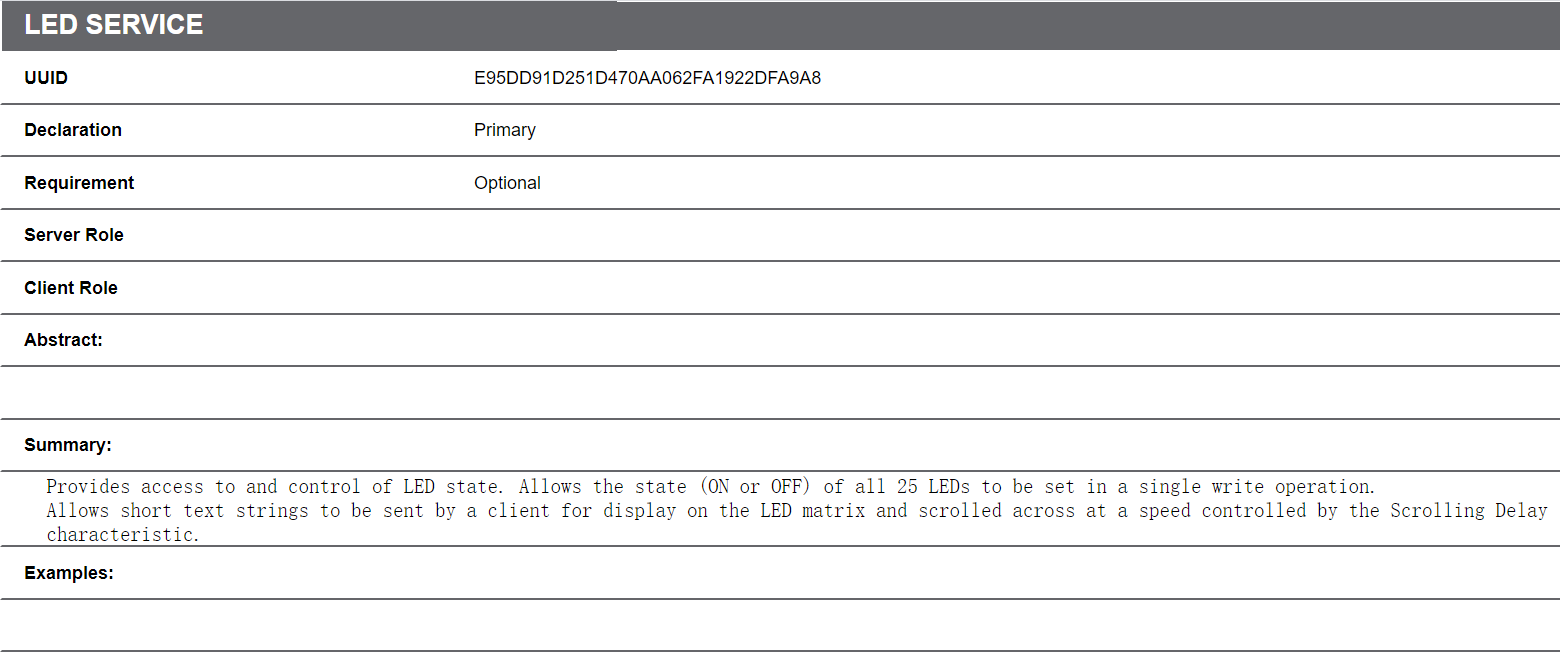 LED SERVICE
UUID E95DD91D251D470AA062FA1922DFA9A8
Declaration Primary
Requirement Optional
Server Role
Client Role
Abstract:
Summary:
Provides access to and control of LED state. Allows the state (ON or OFF) of all 25 LEDs to be set in a single write operation.
Allows short text strings to be sent by a client for display on the LED matrix and scrolled across at a speed controlled by the Scrolling Delay
characteristic.
Examples: